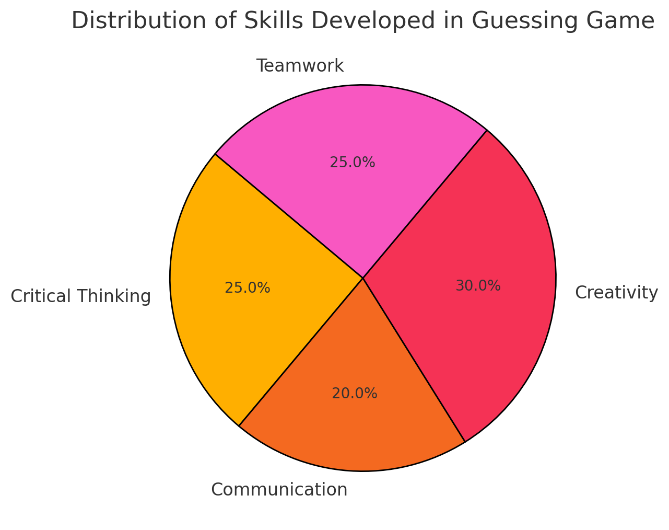 Distribution of Skills Developed in Guessing Game
Teamwork
25.0%
Critical Thinking
25.0%
30.0%
Creativity
20.0%
Communication